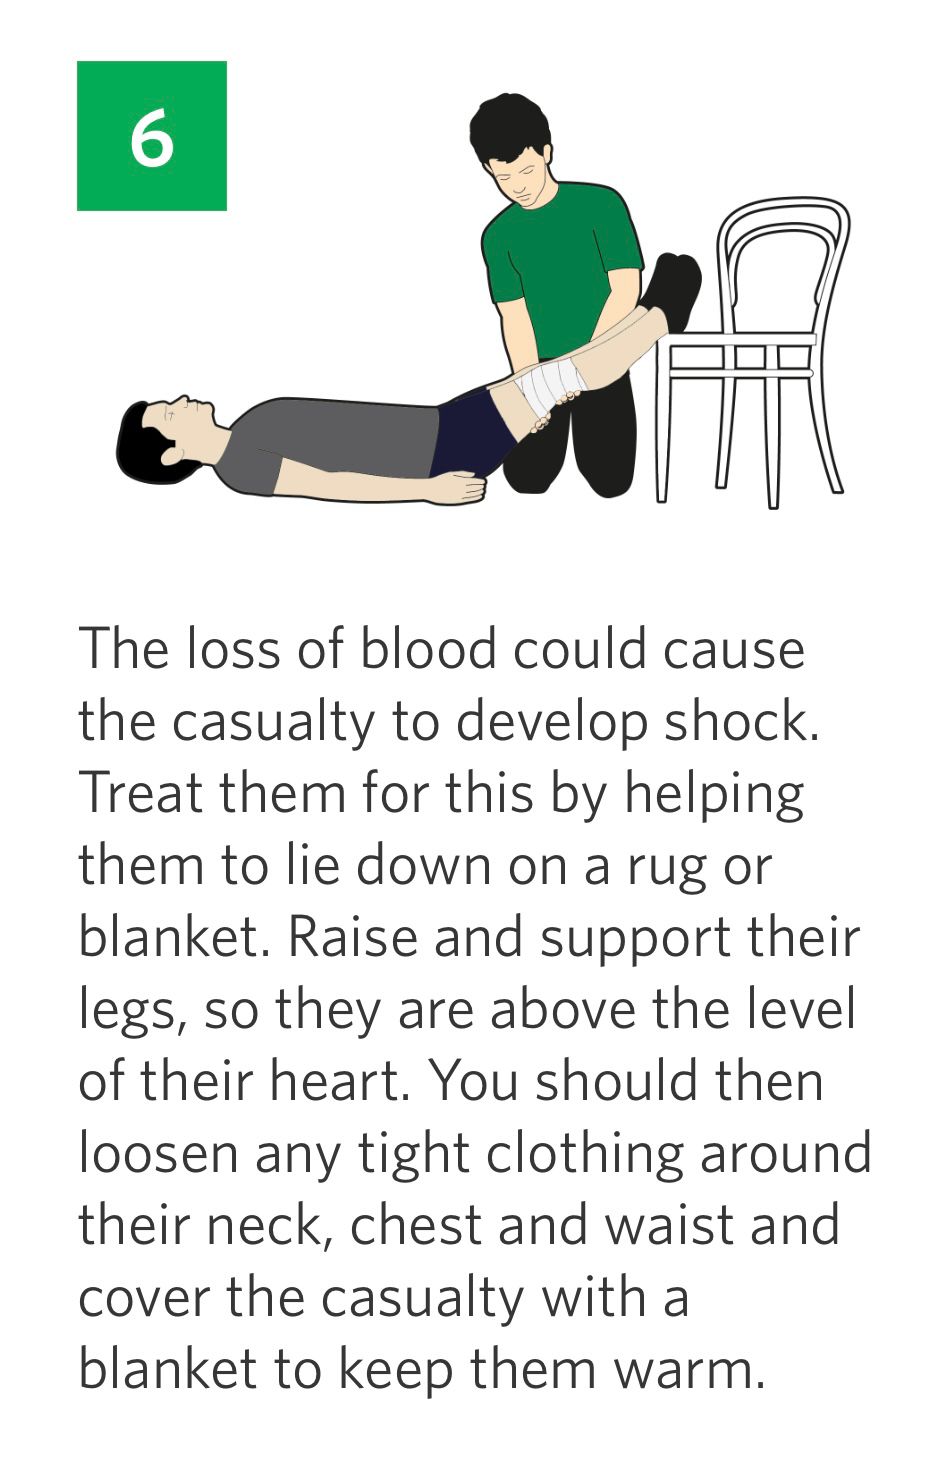 6
The loss of blood could cause
the casualty to develop shock.
Treat them for this by helping
them to lie down on a rug or
blanket. Raise and support their
legs, so they are above the level
of their heart. You should then
loosen any tight clothing around
their neck, chest and waist and
cover the casualty with a
blanket to keep them warm.